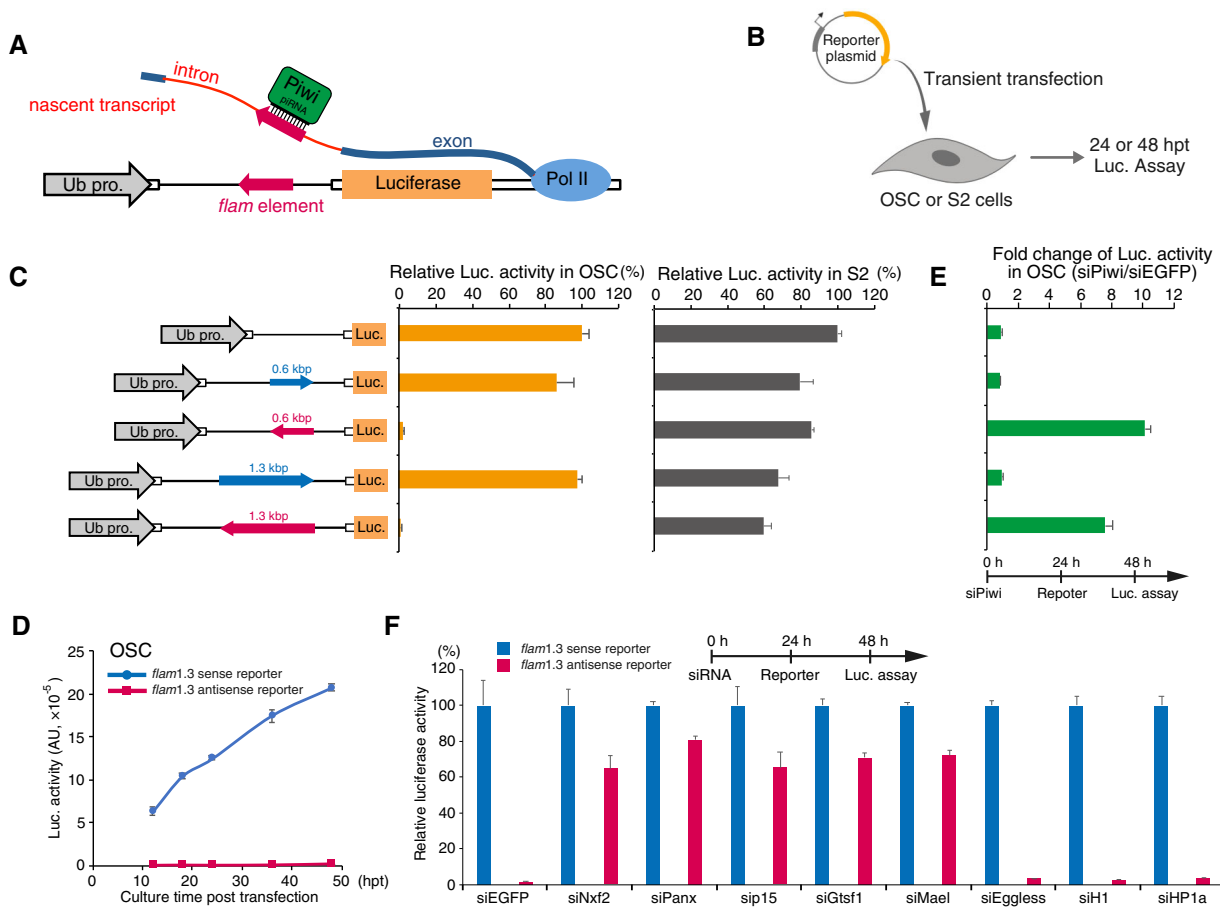 A
intron
Piwi
piRNA
nascent transcript
exon
Ub pro.
flam element
Luciferase
Pol II
B
Reporter
plasmid
Transient transfection
24 or 48 hpt
Luc. Assay
OSC or S2 cells
C
Relative Luc. activity in OSC (%)
0 20 40 60 80 100 120
Relative Luc. activity in S2 (%)
0 20 40 60 80 100 120
Ub pro. Luc.
Ub pro. 0.6 kbp Luc.
Ub pro. 0.6 kbp Luc.
Ub pro. 1.3 kbp Luc.
Ub pro. 1.3 kbp Luc.
E
Fold change of Luc. activity
in OSC (siPiwi/siEGFP)
0 2 4 6 8 10 12
0 h 24 h 48 h
siPiwi Repoter Luc. assay
D
OSC
flam1.3 sense reporter
flam1.3 antisense reporter
Luc. activity (AU, ×10-5)
25
20
15
10
5
0
0 10 20 30 40 50 (hpt)
Culture time post transfection
F
(%)
flam1.3 sense reporter
flam1.3 antisense reporter
0 h 24 h 48 h
siRNA Reporter Luc. assay
Relative luciferase activity
120
100
80
60
40
20
0
siEGFP siNxf2 siPanx sip15 siGtsf1 siMael siEggless siH1 siHP1a